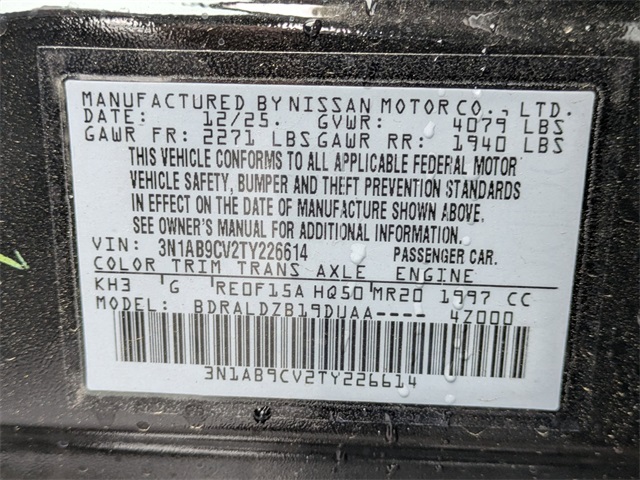 MANUFACTURED BY NISSAN MOTOR CO., LTD.
DATE: 12/25. GVWR: 4079 LBS
GAWR FR: 2271 LBS GAWR RR: 1940 LBS
THIS VEHICLE CONFORMS TO ALL APPLICABLE FEDERAL MOTOR
VEHICLE SAFETY, BUMPER AND THEFT PREVENTION STANDARDS
IN EFFECT ON THE DATE OF MANUFACTURE SHOWN ABOVE.
SEE OWNER'S MANUAL FOR ADDITIONAL INFORMATION.
VIN: 3N1AB9CV2TY226614 PASSENGER CAR.
COLOR TRIM TRANS AXLE ENGINE
KH3 G RE0F15A HQ50 MR20 1997 CC
MODEL: BDRALDZB19DUAA---- 4Z000
3N1AB9CV2TY226614